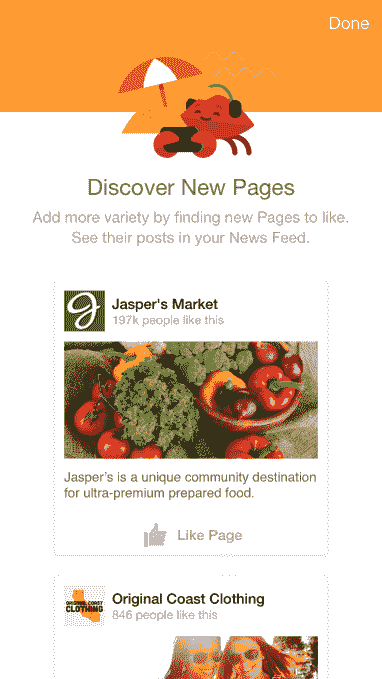 Done
Discover New Pages
Add more variety by finding new Pages to like.
See their posts in your News Feed.
Jasper's Market
197k people like this
Jasper's is a unique community destination
for ultra-premium prepared food.
Like Page
ORIGINAL COAST
CLOTHING
Original Coast Clothing
846 people like this